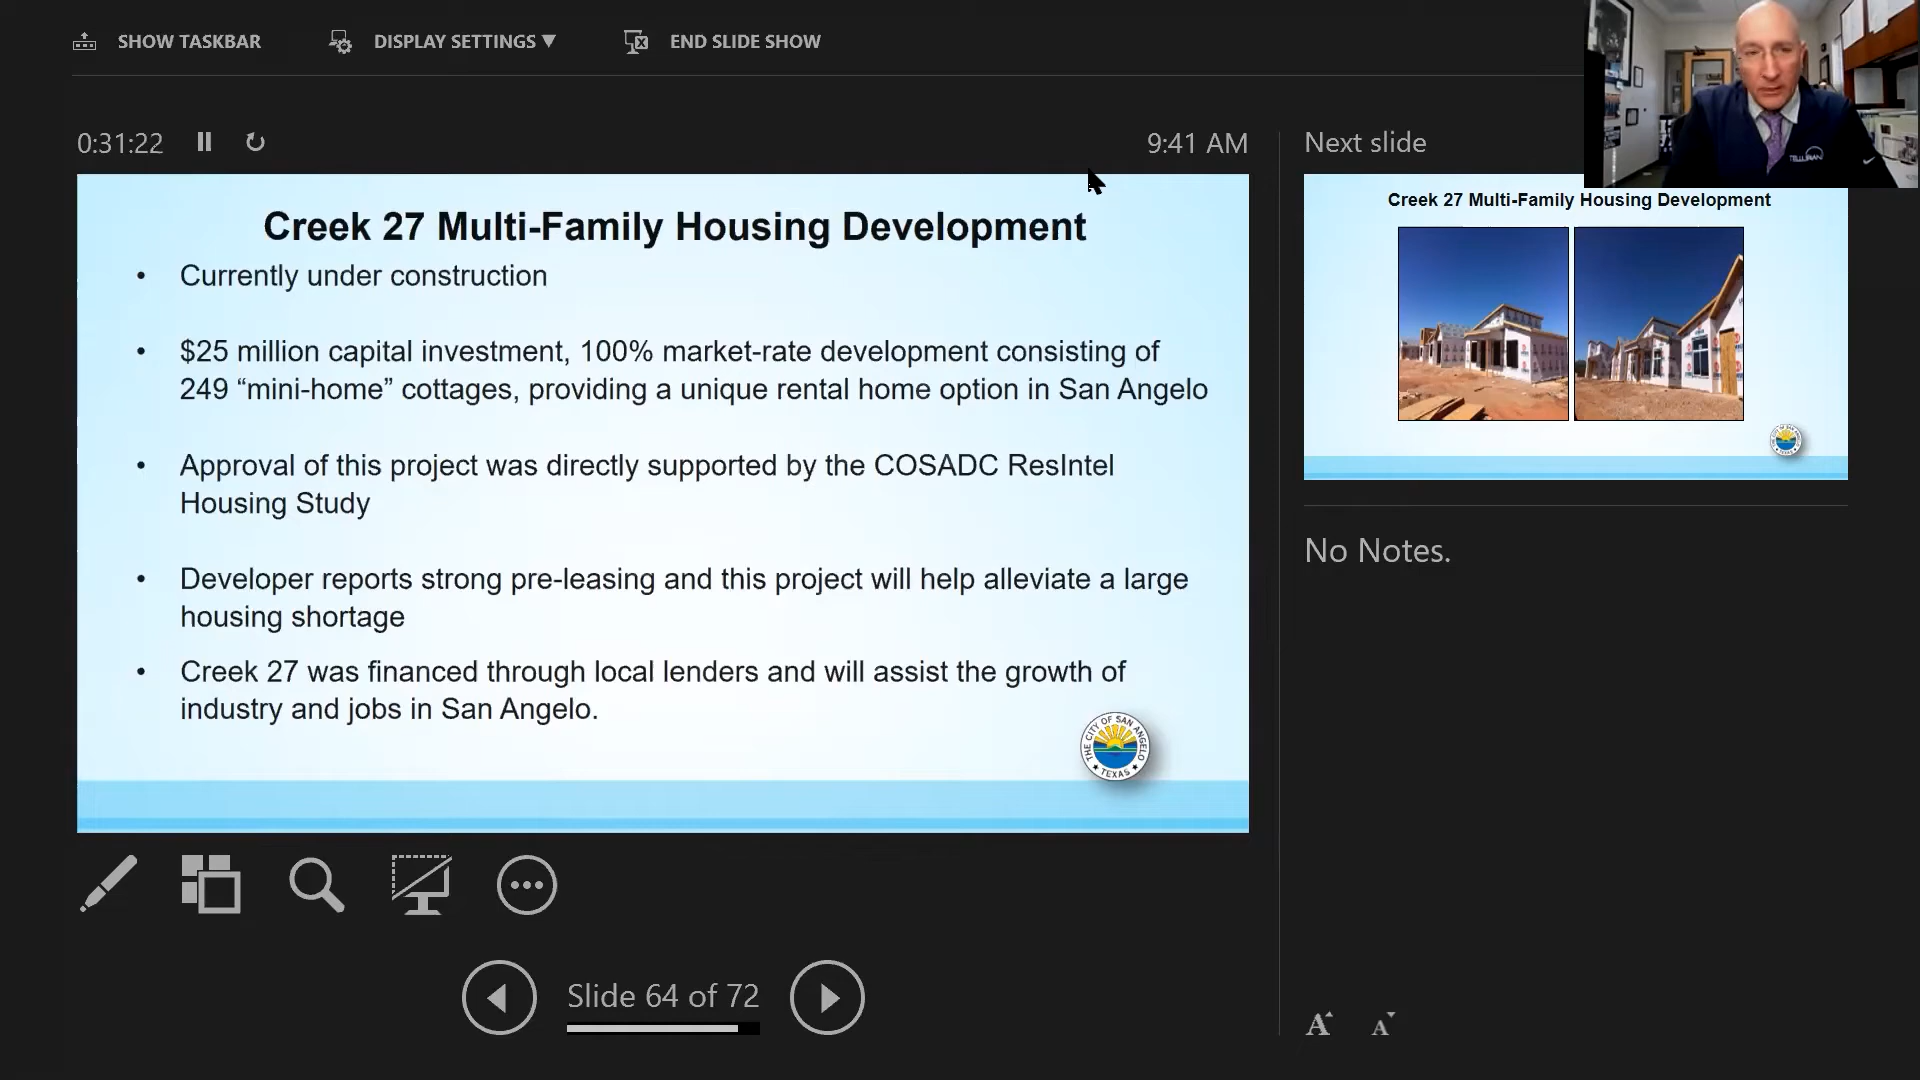 SHOW TASKBAR
DISPLAY SETTINGS ▼
END SLIDE SHOW
0:31:22
9:41 AM
Next slide
Creek 27 Multi-Family Housing Development
• Currently under construction
• $25 million capital investment, 100% market-rate development consisting of
249 “mini-home” cottages, providing a unique rental home option in San Angelo
• Approval of this project was directly supported by the COSADC ResIntel
Housing Study
• Developer reports strong pre-leasing and this project will help alleviate a large
housing shortage
• Creek 27 was financed through local lenders and will assist the growth of
industry and jobs in San Angelo.
THE CITY OF SAN ANGELO
TEXAS
Creek 27 Multi-Family Housing Development
No Notes.
Slide 64 of 72
A
A